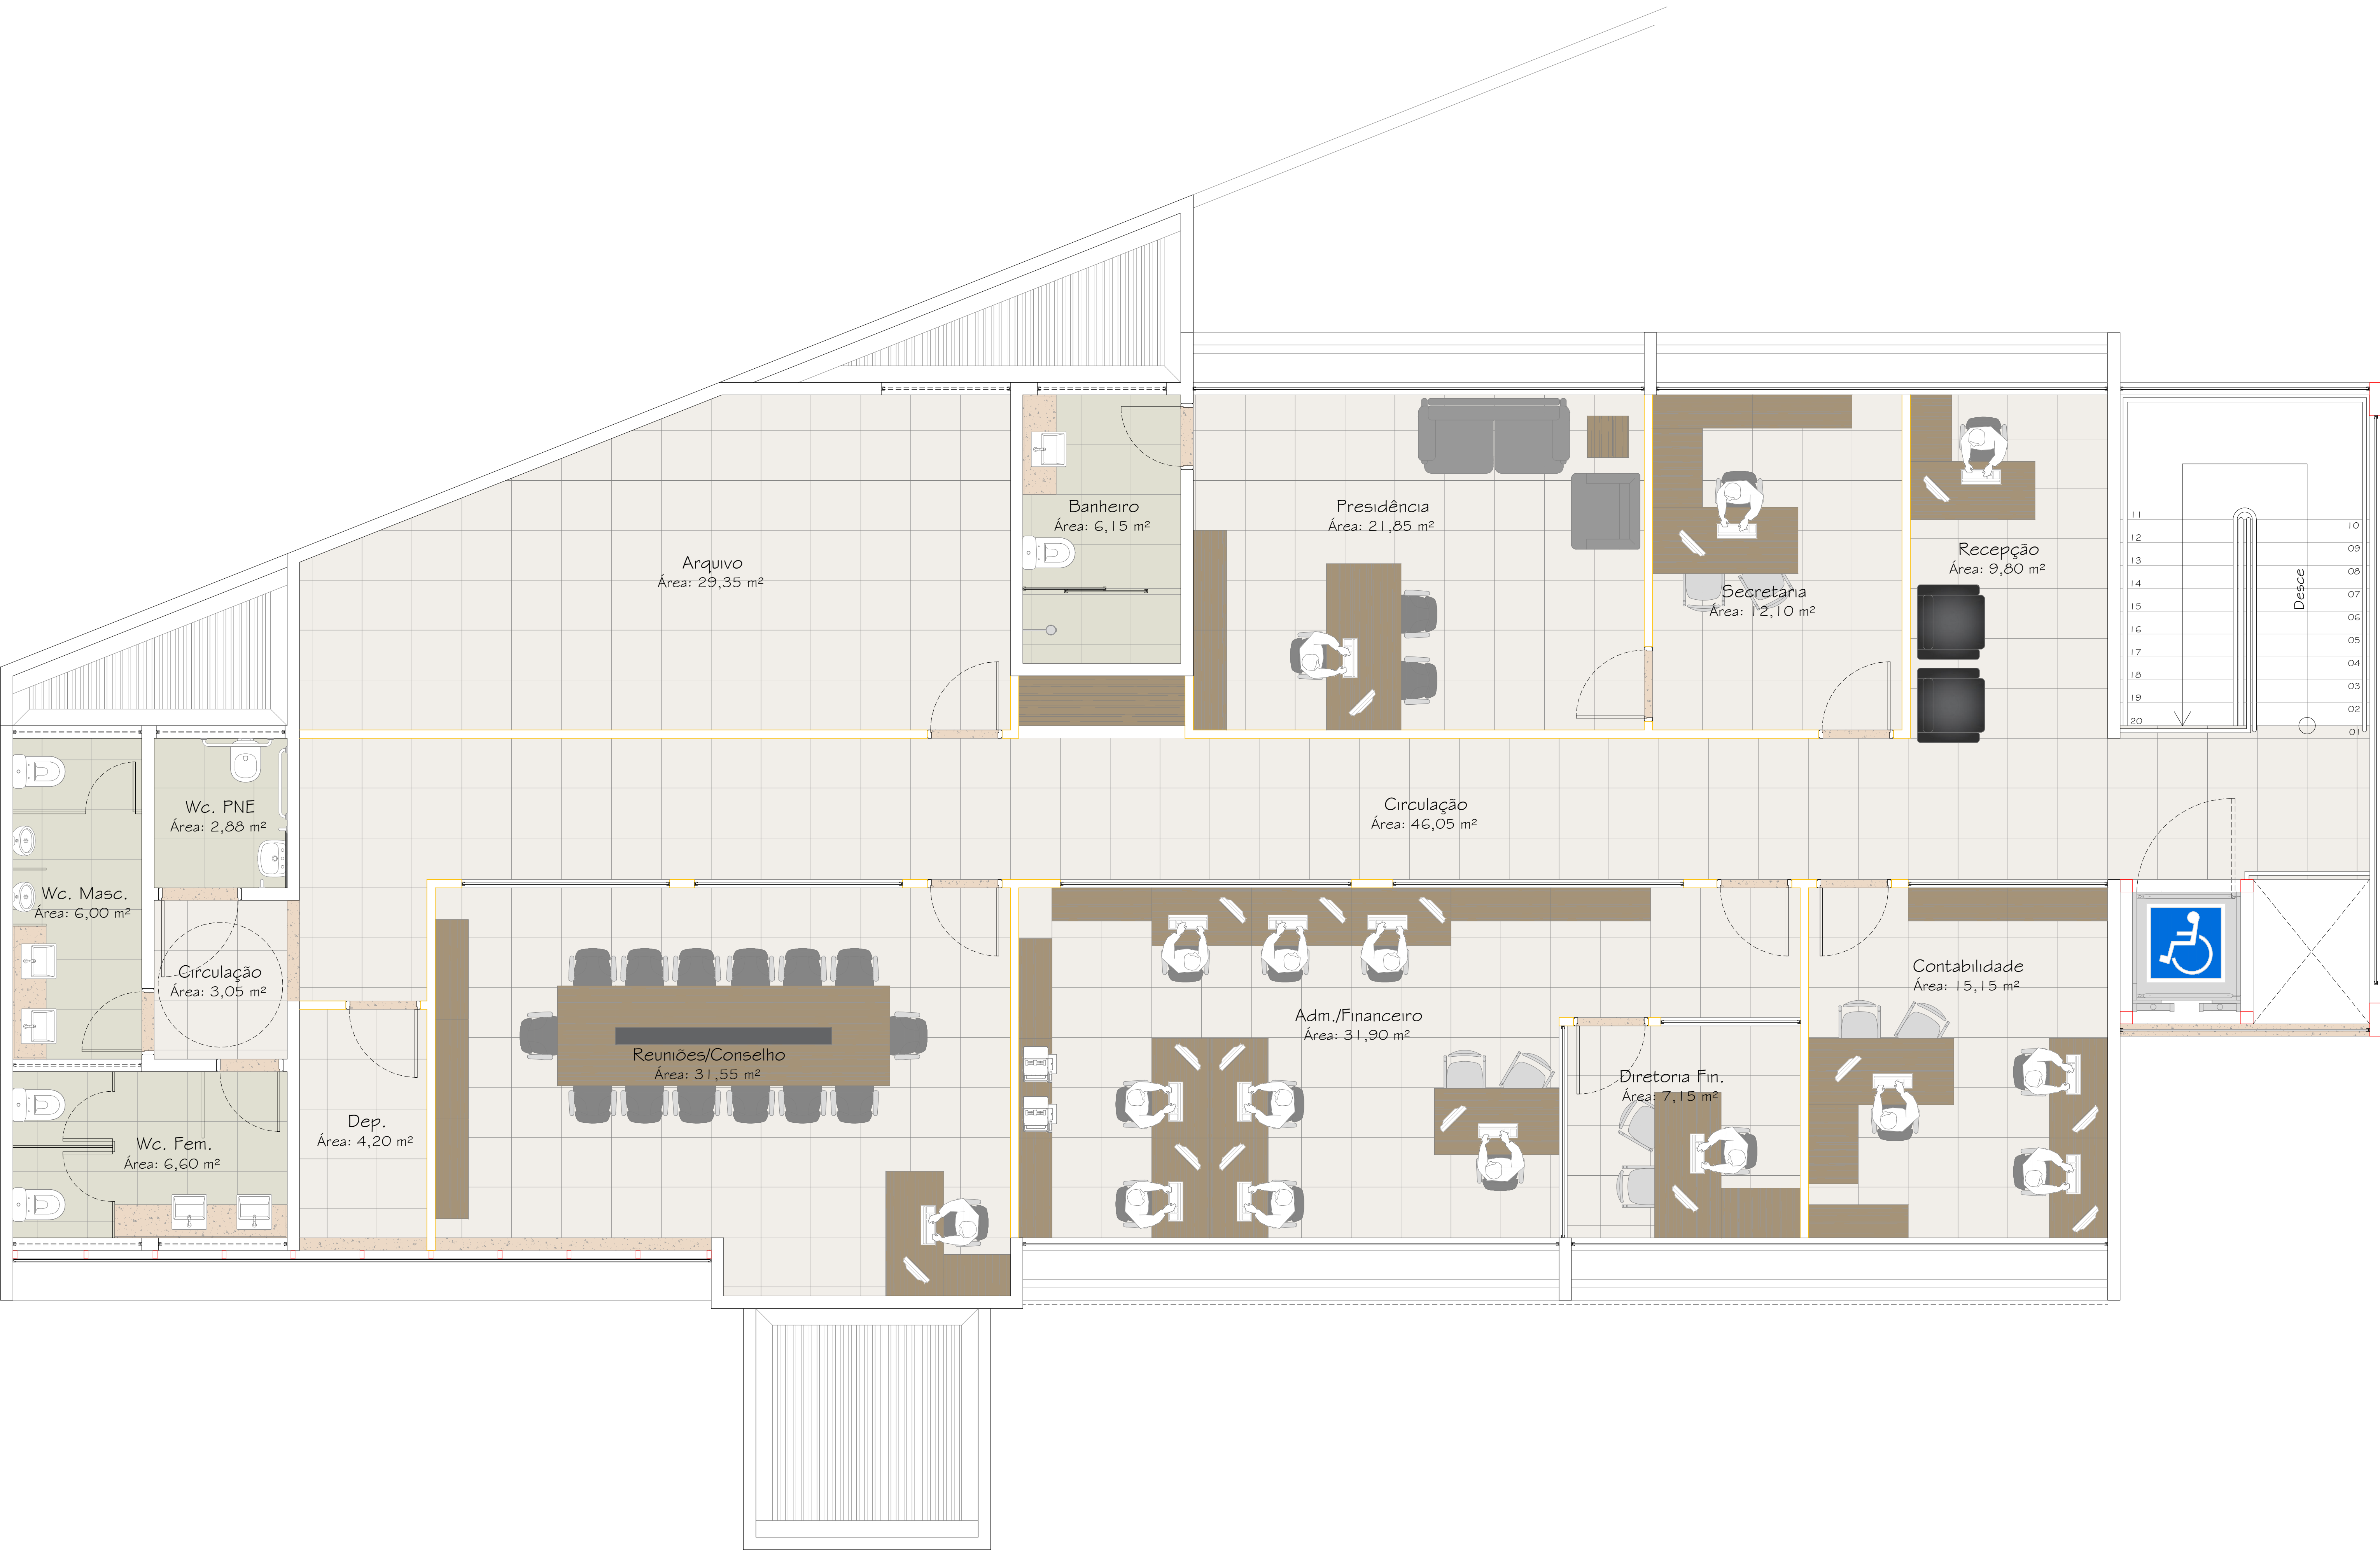 Banheiro
Área: 6,15 m²
Presidência
Área: 21,85 m²
Arquivo
Área: 29,35 m²
Secretaria
Área: 12,10 m²
Recepção
Área: 9,80 m²
11
12
13
14
15
16
17
18
19
20
Desce
10
09
08
07
06
05
04
03
02
01
Wc. PNE
Área: 2,88 m²
Circulação
Área: 46,05 m²
Wc. Masc.
Área: 6,00 m²
Circulação
Área: 3,05 m²
Contabilidade
Área: 15,15 m²
Adm./Financeiro
Área: 31,90 m²
Reuniões/Conselho
Área: 31,55 m²
Diretoria Fin.
Área: 7,15 m²
Dep.
Área: 4,20 m²
Wc. Fem.
Área: 6,60 m²